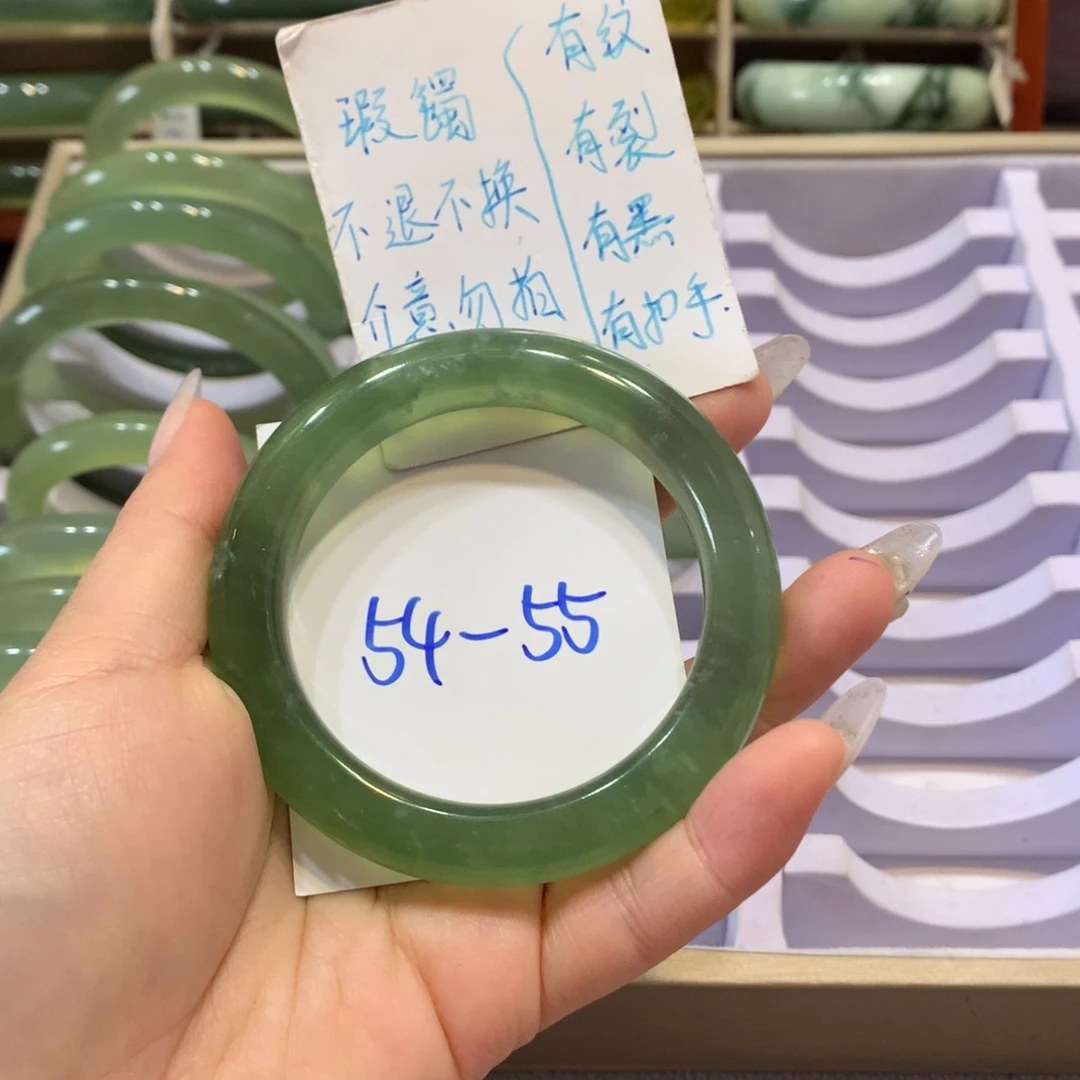 瑕镯
不退不换
介意勿拍
有纹
有裂
有黑
有扣手.
54-55